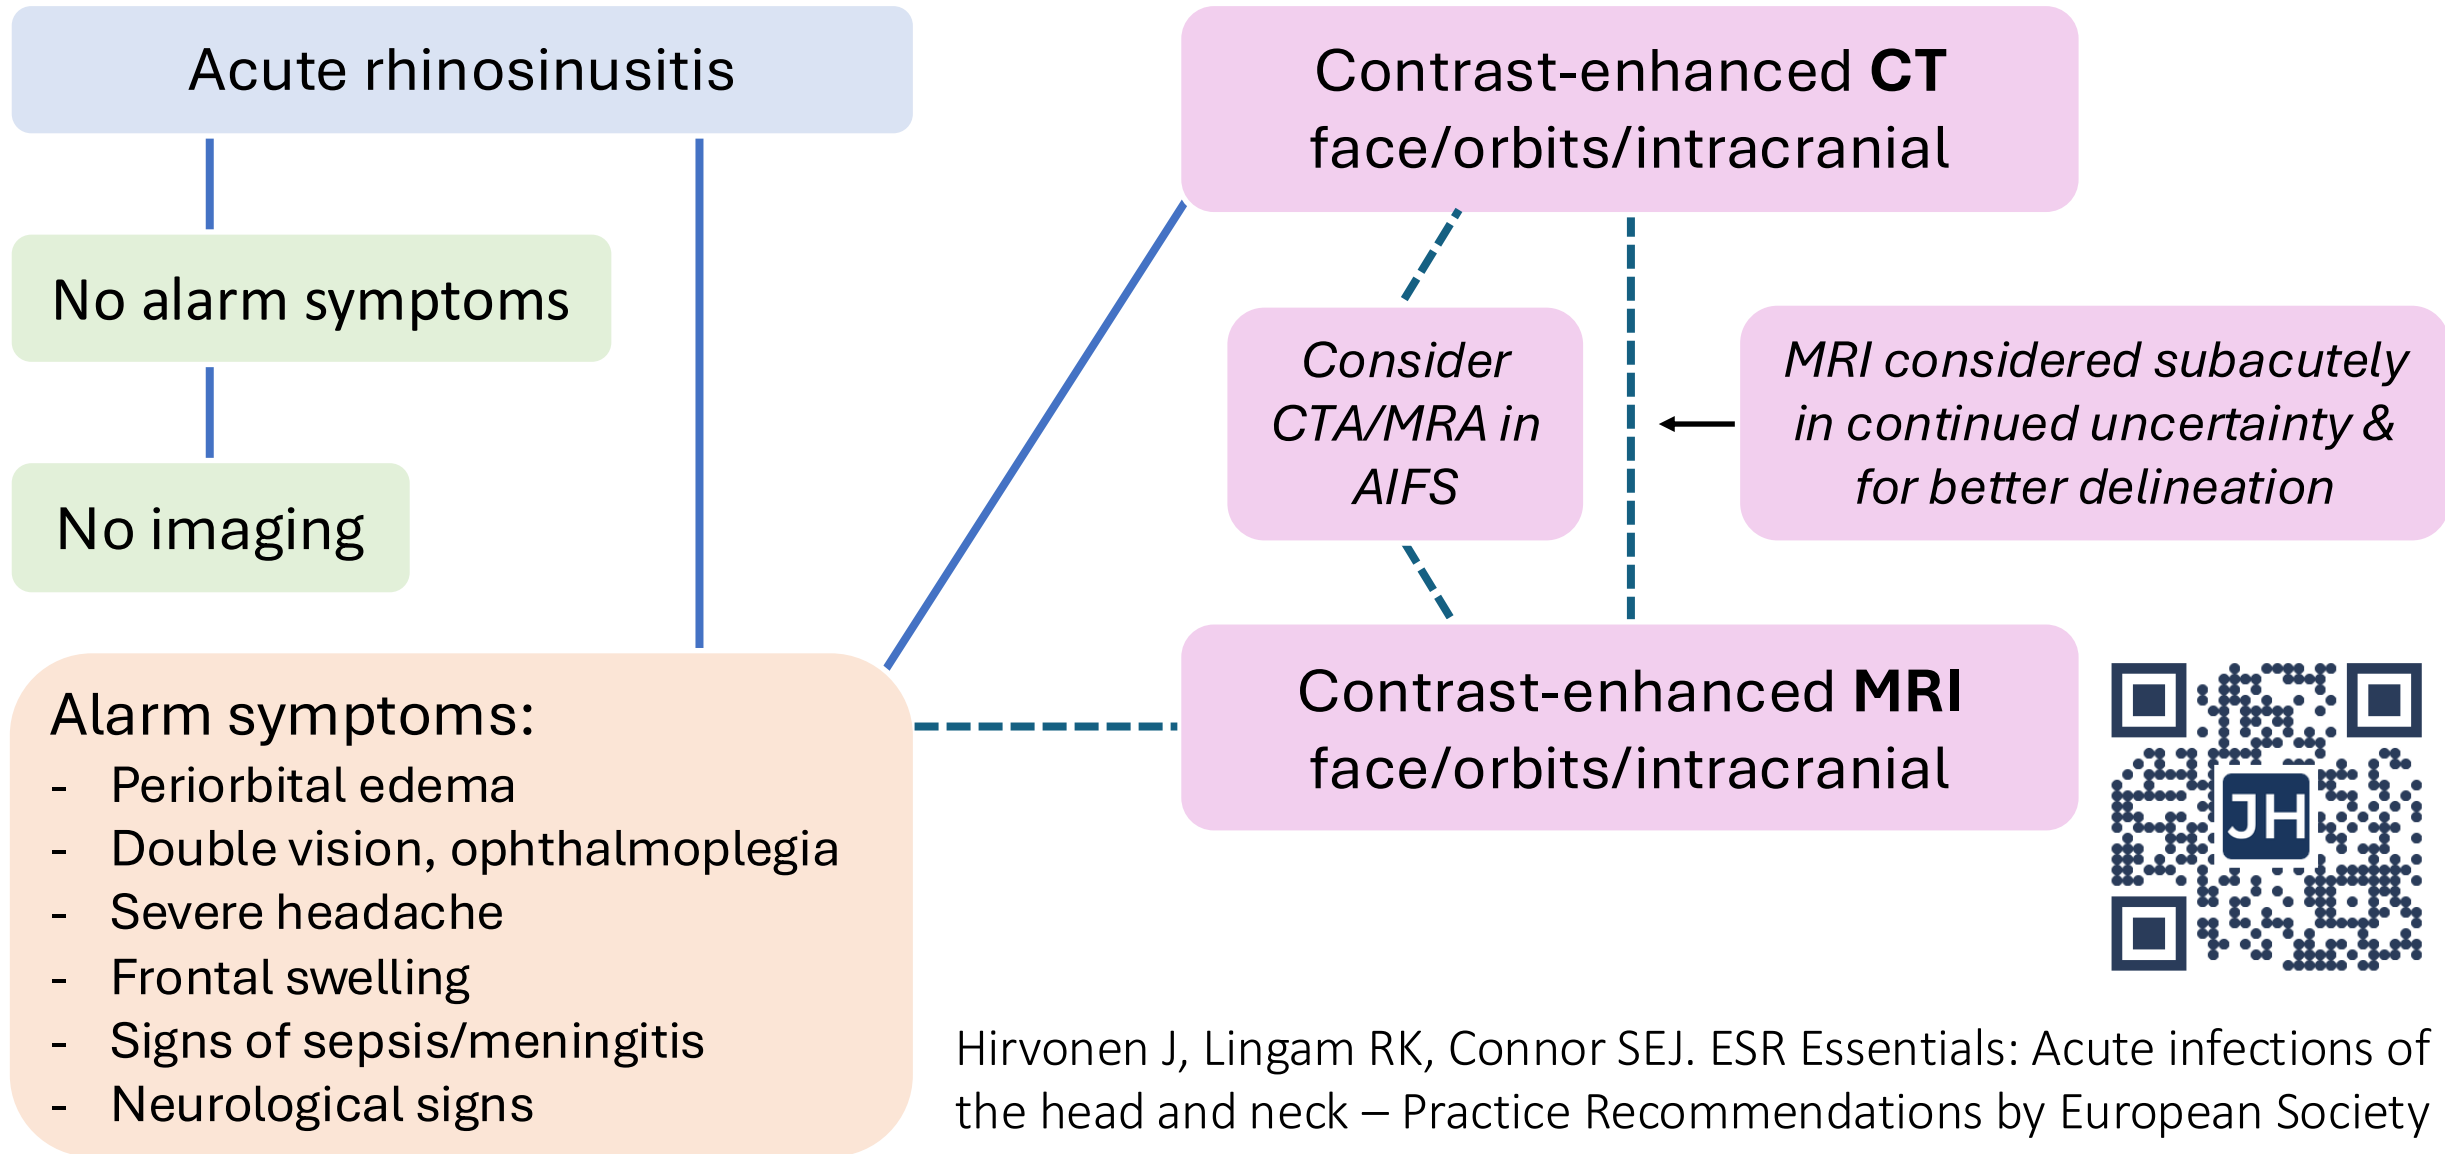 Acute rhinosinusitis
No alarm symptoms
No imaging
Alarm symptoms:
- Periorbital edema
- Double vision, ophthalmoplegia
- Severe headache
- Frontal swelling
- Signs of sepsis/meningitis
- Neurological signs
Contrast-enhanced CT
face/orbits/intracranial
Consider
CTA/MRA in
AIFS
MRI considered subacutely
in continued uncertainty &
for better delineation
Contrast-enhanced MRI
face/orbits/intracranial
JH
Hirvonen J, Lingam RK, Connor SEJ. ESR Essentials: Acute infections of
the head and neck – Practice Recommendations by European Society